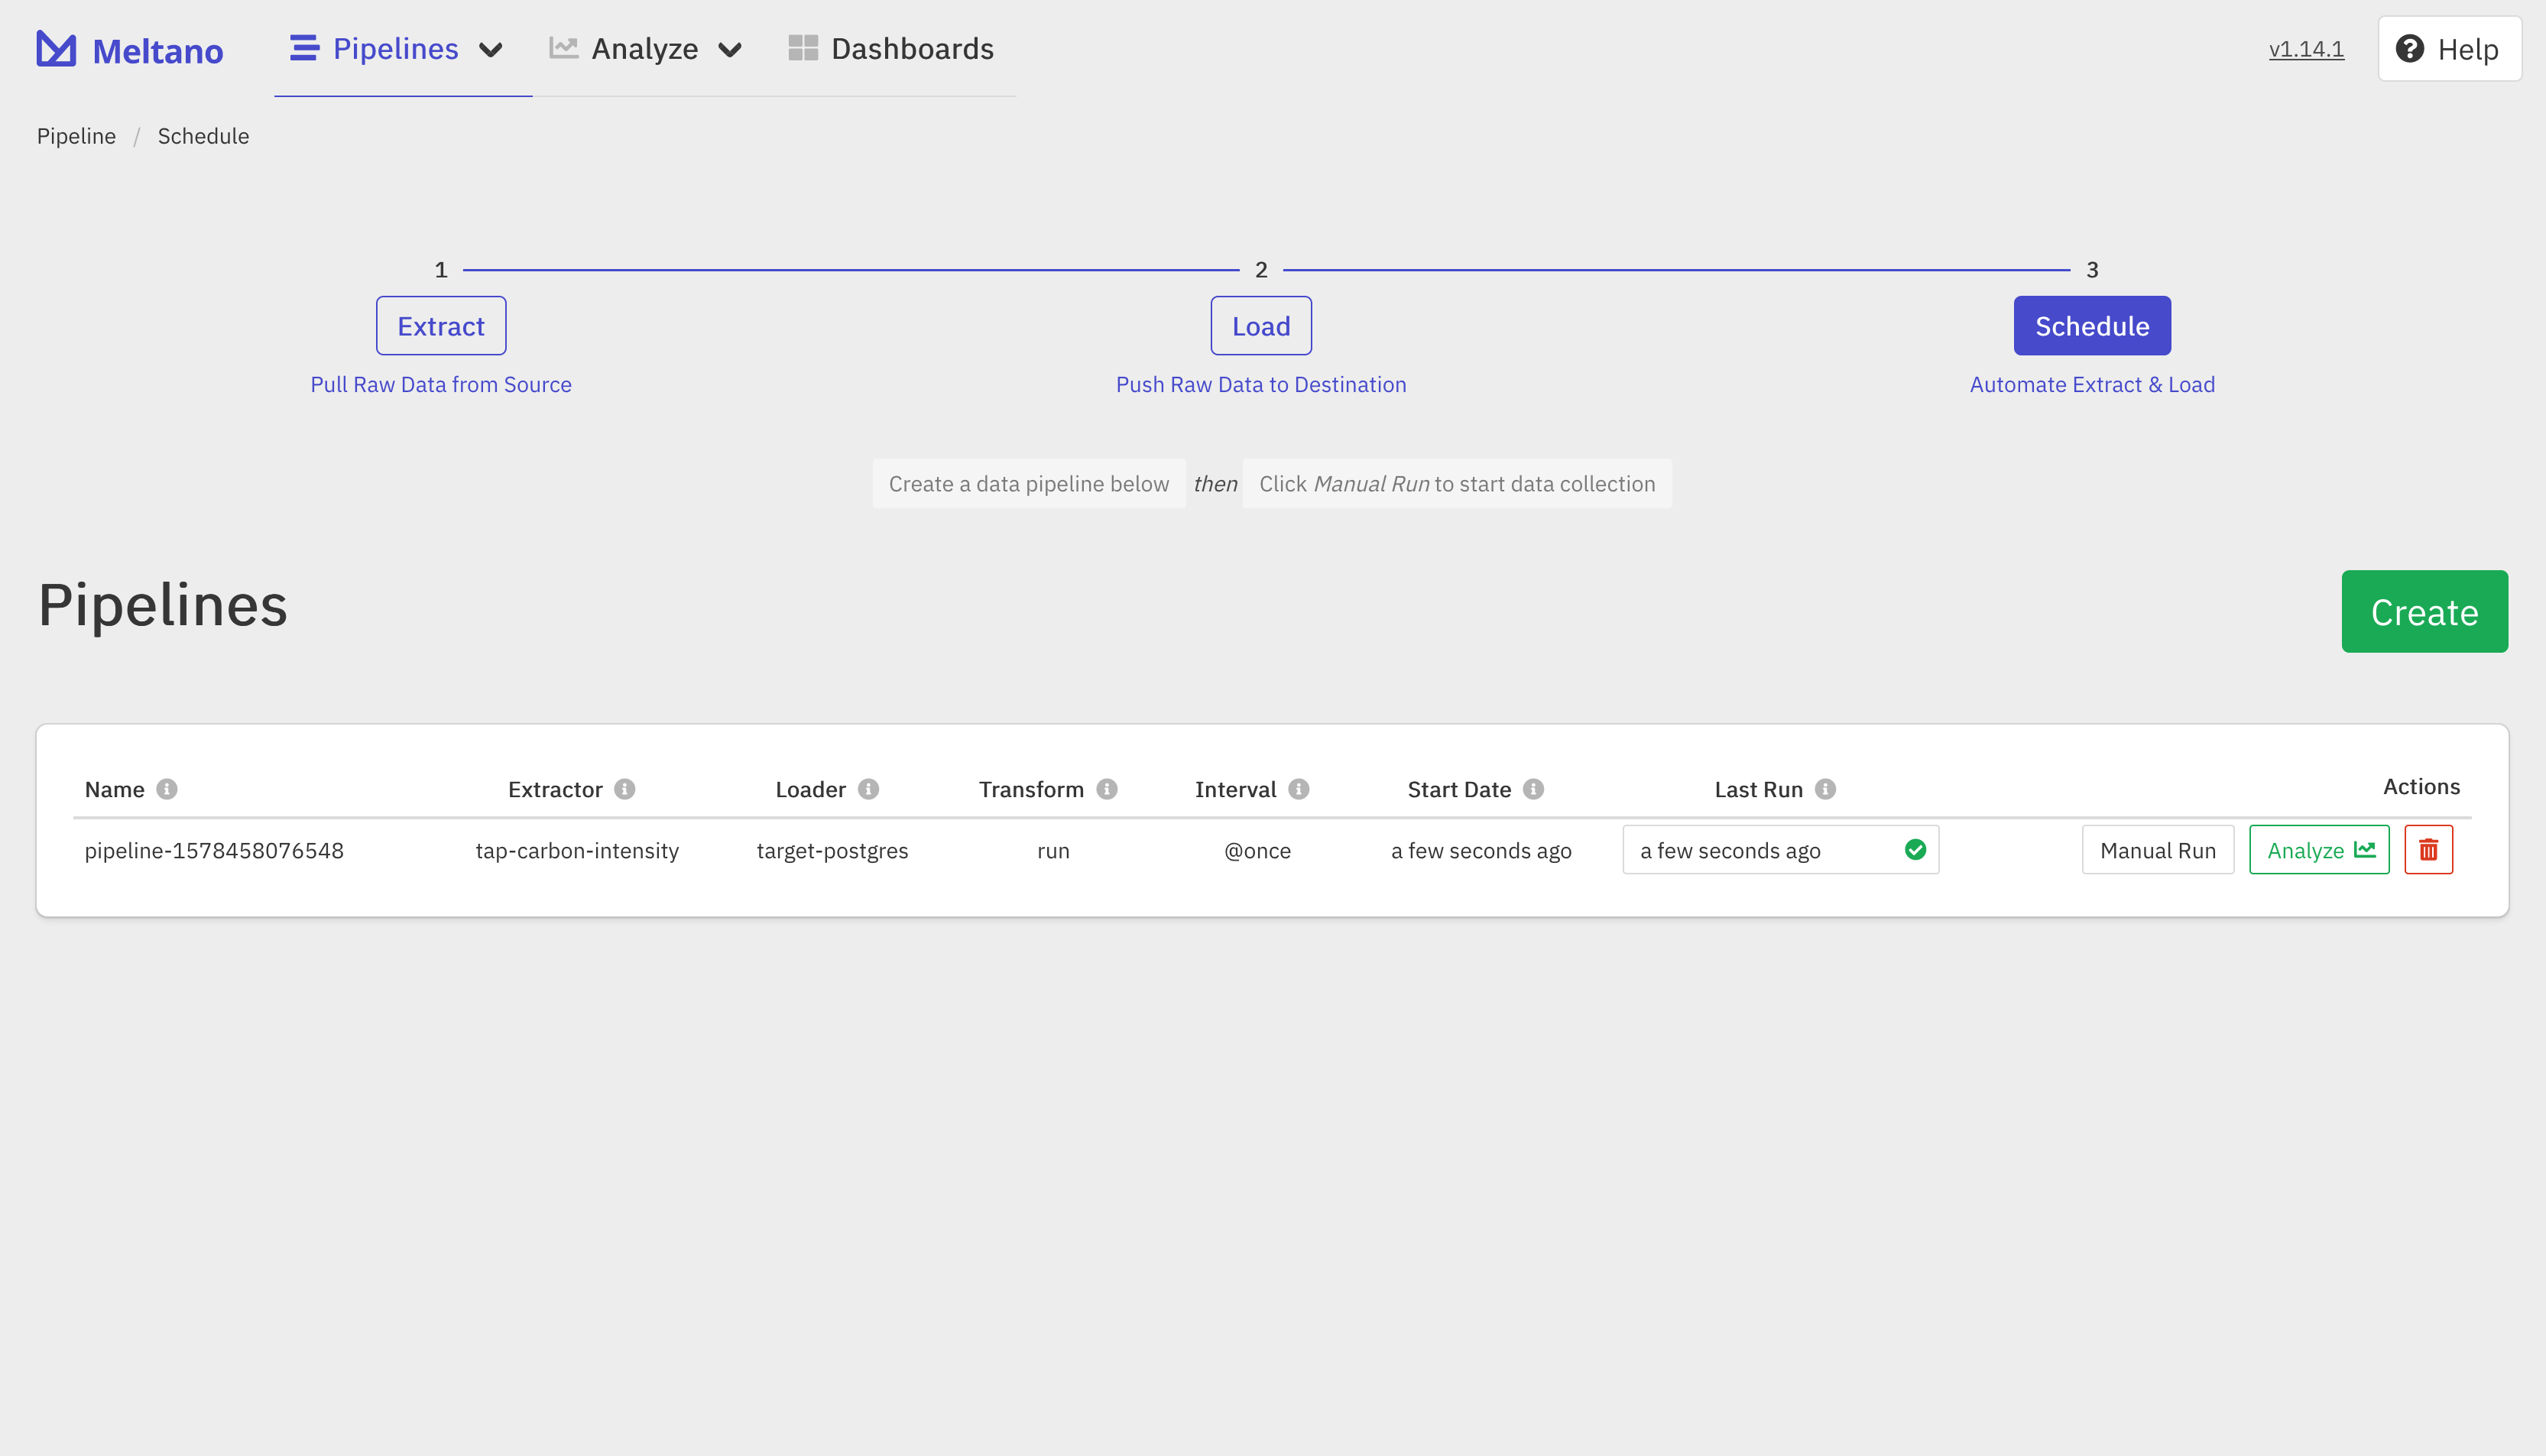 Meltano Pipelines Analyze Dashboards v1.14.1 Help
Pipeline / Schedule
1 2 3
Extract Load Schedule
Pull Raw Data from Source Push Raw Data to Destination Automate Extract & Load
Create a data pipeline below then Click Manual Run to start data collection
Pipelines Create
Name Extractor Loader Transform Interval Start Date Last Run Actions
pipeline-1578458076548 tap-carbon-intensity target-postgres run @once a few seconds ago a few seconds ago Manual Run Analyze